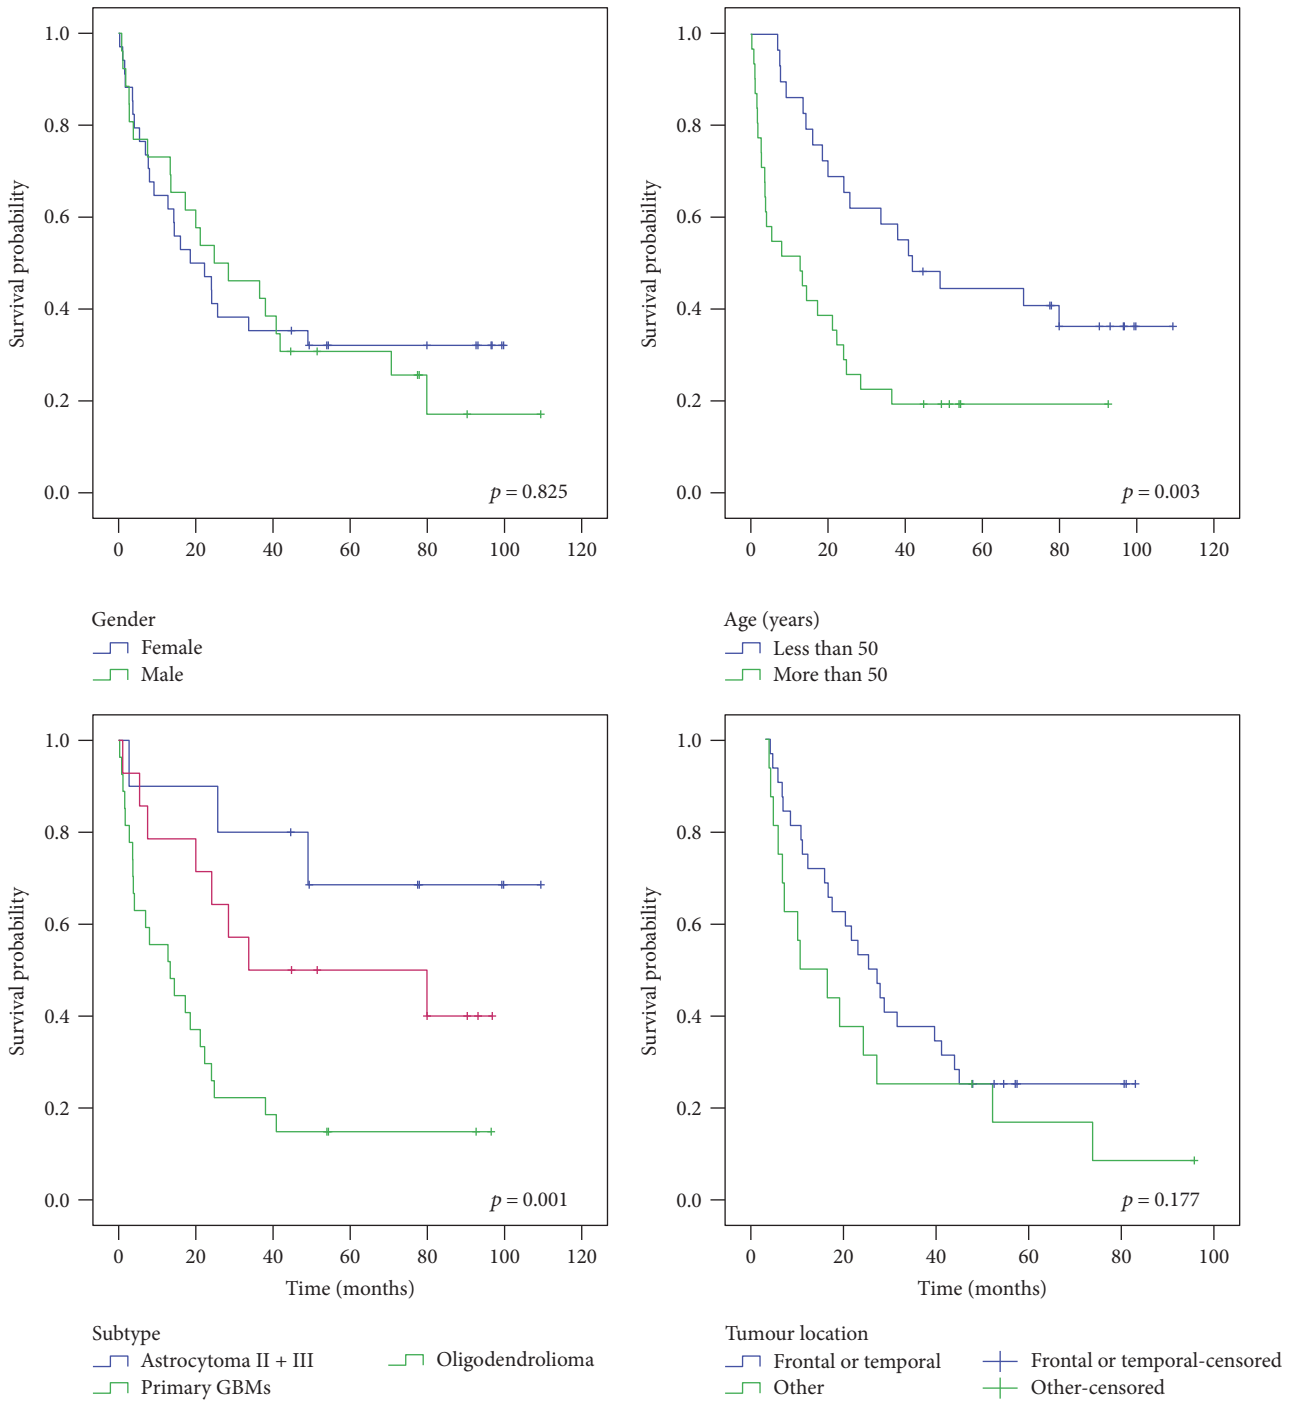 1.0
0.8
0.6
0.4
0.2
0.0
Survival probability
p = 0.825
0 20 40 60 80 100 120
Gender
Female
Male
1.0
0.8
0.6
0.4
0.2
0.0
Survival probability
p = 0.003
0 20 40 60 80 100 120
Age (years)
Less than 50
More than 50
1.0
0.8
0.6
0.4
0.2
0.0
Survival probability
p = 0.001
0 20 40 60 80 100 120
Time (months)
Subtype
Astrocytoma II + III
Primary GBMs
Oligodendrolioma
1.0
0.8
0.6
0.4
0.2
0.0
Survival probability
p = 0.177
0 20 40 60 80 100
Time (months)
Tumour location
Frontal or temporal
Other
Frontal or temporal-censored
Other-censored